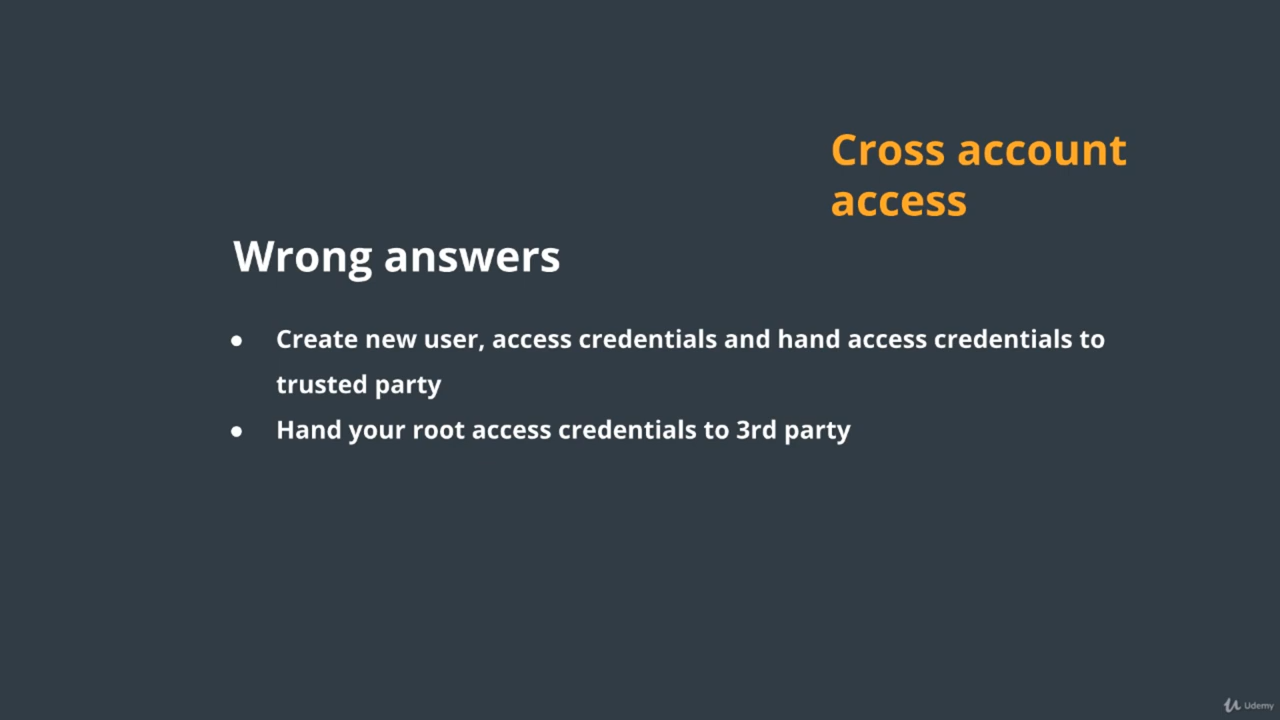 Cross account
access
Wrong answers
● Create new user, access credentials and hand access credentials to
trusted party
● Hand your root access credentials to 3rd party
Udemy